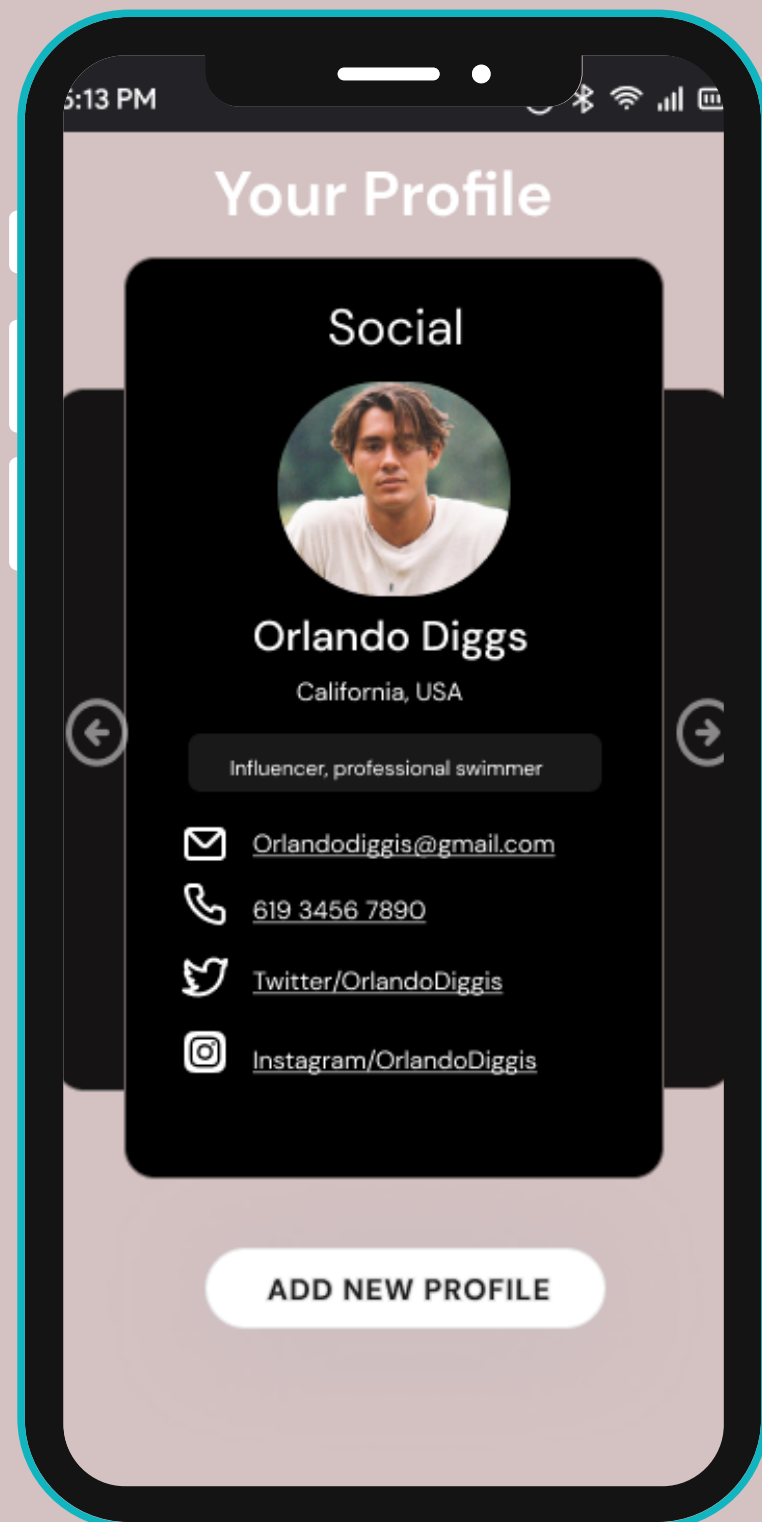 5:13 PM
Your Profile
Social
Orlando Diggs
California, USA
Influencer, professional swimmer
Orlandodiggis@gmail.com
619 3456 7890
Twitter/OrlandoDiggis
Instagram/OrlandoDiggis
ADD NEW PROFILE